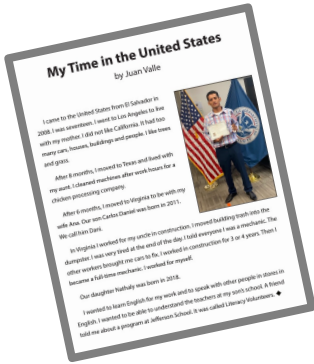 My Time in the United States
by Juan Valle
I came to the United States from El Salvador in
2008. I was seventeen. I went to Los Angeles to live
with my mother. I did not like California. It had too
many cars, houses, buildings and people. I like trees
and grass.
After 8 months, I moved to Texas and lived with
my aunt. I cleaned machines after work hours for a
chicken processing company.
After 6 months, I moved to Virginia to be with my
wife Ana. Our son Carlos Daniel was born in 2011.
We call him Dani.
In Virginia I worked for my uncle in construction. I moved building trash into the
dumpster. I was very tired at the end of the day. I told everyone I was a mechanic. The
other workers brought me cars to fix. I worked in construction for 3 or 4 years. Then I
became a full-time mechanic. I worked for myself.
Our daughter Nathaly was born in 2018.
I wanted to learn English for my work and to speak with other people in stores in
English. I wanted to be able to understand the teachers at my son's school. A friend
told me about a program at Jefferson School. It was called Literacy Volunteers. ◆